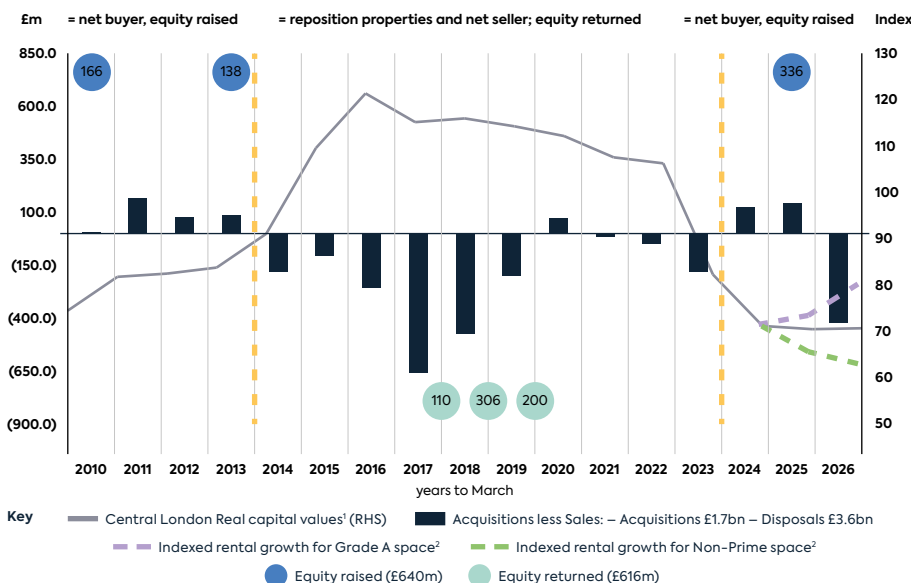 £m = net buyer, equity raised = reposition properties and net seller; equity returned = net buyer, equity raised Index
850.0 130
166 138 336
600.0 120
350.0 110
100.0 100
90
(150.0) 80
(400.0) 70
(650.0) 60
110 306 200
(900.0) 50
2010 2011 2012 2013 2014 2015 2016 2017 2018 2019 2020 2021 2022 2023 2024 2025 2026
years to March
Key Central London Real capital values¹ (RHS) Acquisitions less Sales: – Acquisitions £1.7bn – Disposals £3.6bn
Indexed rental growth for Grade A space² Indexed rental growth for Non-Prime space²
Equity raised (£640m) Equity returned (£616m)